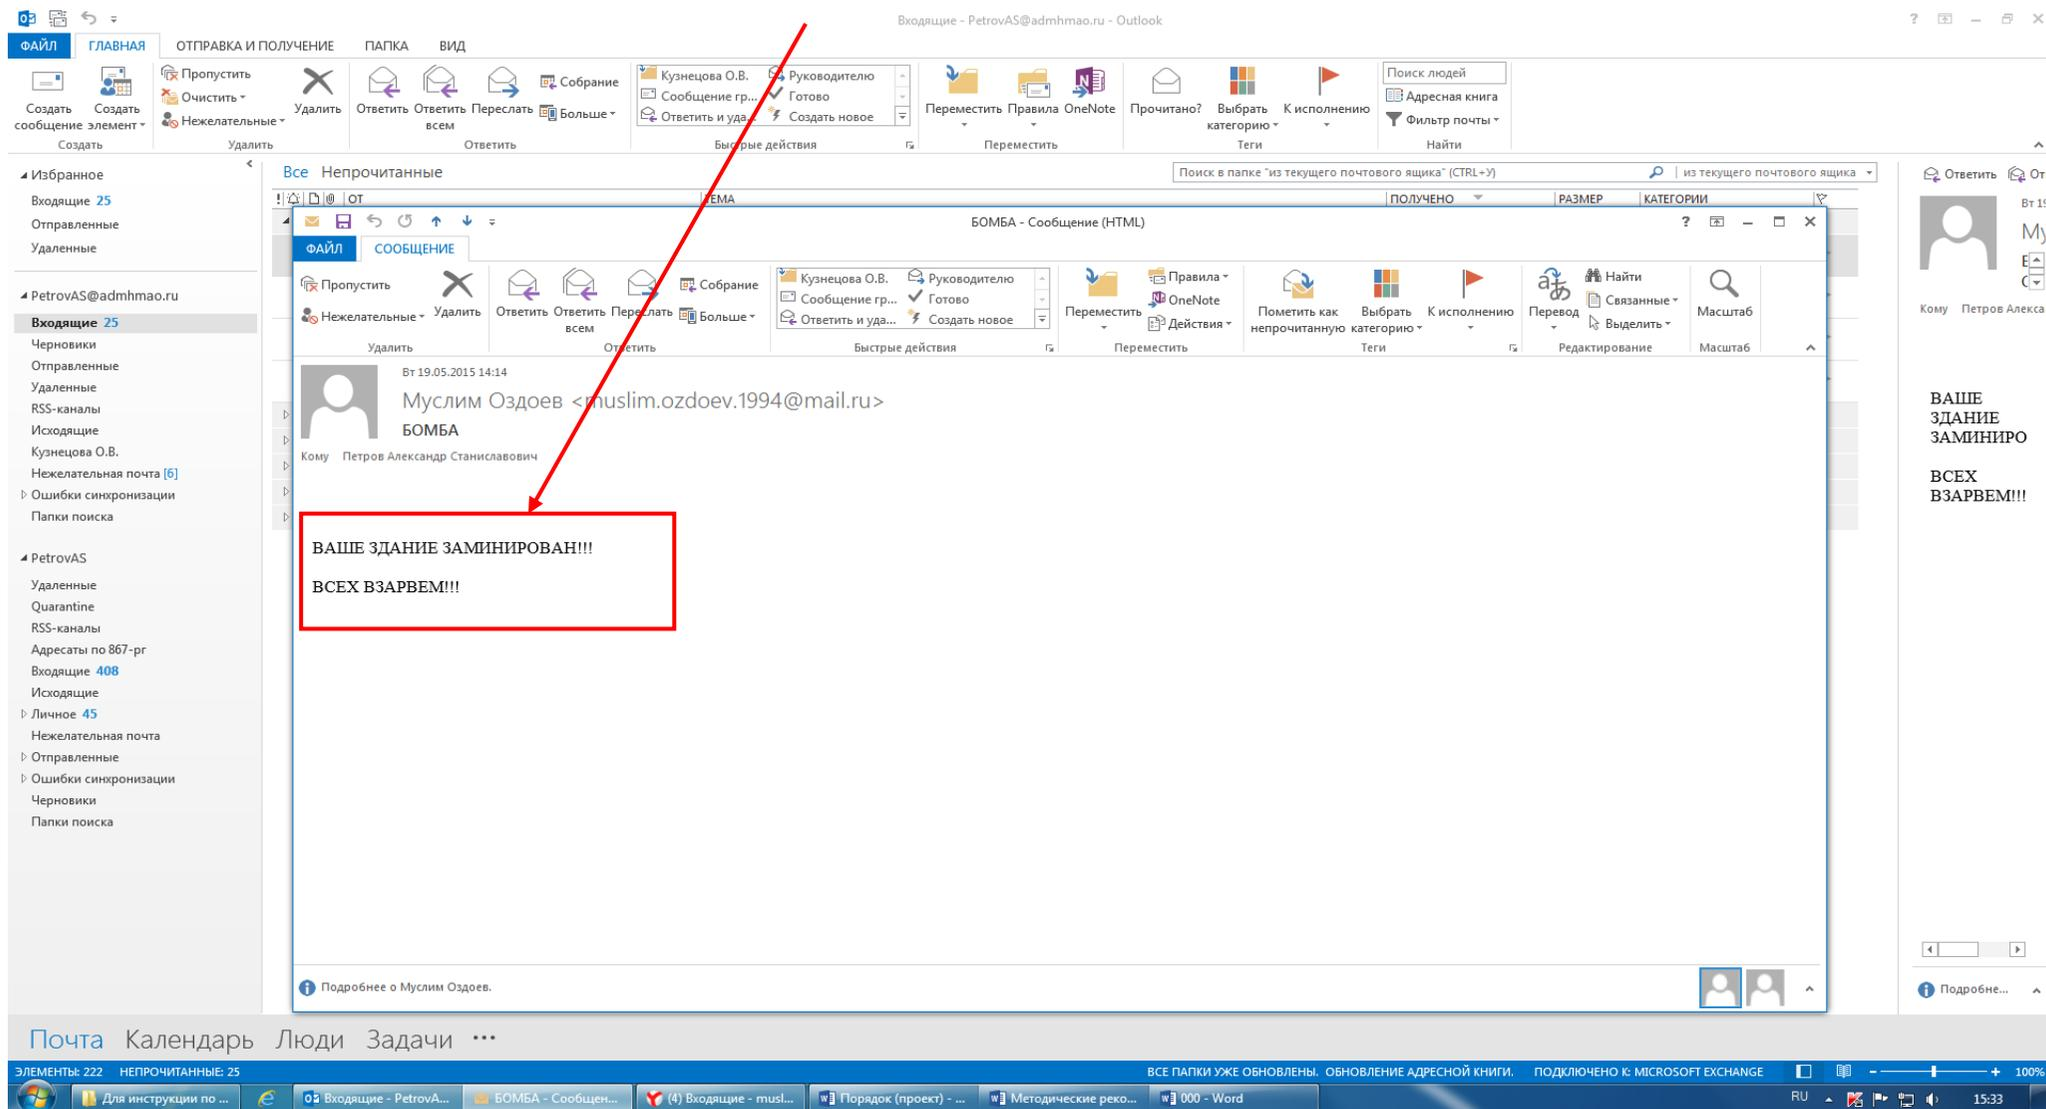 Входящие - PetrovAS@admhmao.ru - Outlook
ФАЙЛ ГЛАВНАЯ ОТПРАВКА И ПОЛУЧЕНИЕ ПАПКА ВИД
Создать сообщение
Создать элемент
Пропустить
Очистить
Нежелательные
Удалить
Ответить
Ответить всем
Переслать
Собрание
Больше
Кузнецова О.В.
Сообщение гр...
Ответить и уда...
Руководителю
Готово
Создать новое
Переместить
Правила
OneNote
Прочитано?
Выбрать категорию
К исполнению
Поиск людей
Адресная книга
Фильтр почты
Создать Удалить Ответить Быстрые действия Переместить Теги Найти
Избранное
Входящие 25
Отправленные
Удаленные
PetrovAS@admhmao.ru
Входящие 25
Черновики
Отправленные
Удаленные
RSS-каналы
Исходящие
Кузнецова О.В.
Нежелательная почта [6]
Ошибки синхронизации
Папки поиска
PetrovAS
Удаленные
Quarantine
RSS-каналы
Адресаты по 867-рг
Входящие 408
Исходящие
Личное 45
Нежелательная почта
Отправленные
Ошибки синхронизации
Черновики
Папки поиска
Все Непрочитанные
Поиск в папке "из текущего почтового ящика" (CTRL+У)
из текущего почтового ящика
ОТ ТЕМА ПОЛУЧЕНО РАЗМЕР КАТЕГОРИИ
БОМБА - Сообщение (HTML)
ФАЙЛ СООБЩЕНИЕ
Пропустить
Нежелательные
Удалить
Ответить
Ответить всем
Переслать
Собрание
Больше
Кузнецова О.В.
Сообщение гр...
Ответить и уда...
Руководителю
Готово
Создать новое
Переместить
Правила
OneNote
Действия
Пометить как непрочитанную
Выбрать категорию
К исполнению
Перевод
Найти
Связанные
Выделить
Масштаб
Удалить Ответить Быстрые действия Переместить Теги Редактирование Масштаб
Вт 19.05.2015 14:14
Муслим Оздоев <muslim.ozdoev.1994@mail.ru>
БОМБА
Кому Петров Александр Станиславович
ВАШЕ ЗДАНИЕ ЗАМИНИРОВАН!!!
ВСЕХ ВЗАРВЕМ!!!
Подробнее о Муслим Оздоев.
Ответить От
Вт 19
Му
Кому Петров Алекса
ВАШЕ
ЗДАНИЕ
ЗАМИНИРО
ВСЕХ
ВЗАРВЕМ!!!
Подробне...
Почта Календарь Люди Задачи ...
ЭЛЕМЕНТЫ: 222 НЕПРОЧИТАННЫЕ: 25
ВСЕ ПАПКИ УЖЕ ОБНОВЛЕНЫ. ОБНОВЛЕНИЕ АДРЕСНОЙ КНИГИ. ПОДКЛЮЧЕНО К: MICROSOFT EXCHANGE 100%
Для инструкции по ...
Входящие - PetrovA...
БОМБА - Сообщен...
(4) Входящие - musl...
Порядок (проект) - ...
Методические реко...
000 - Word
RU 15:33